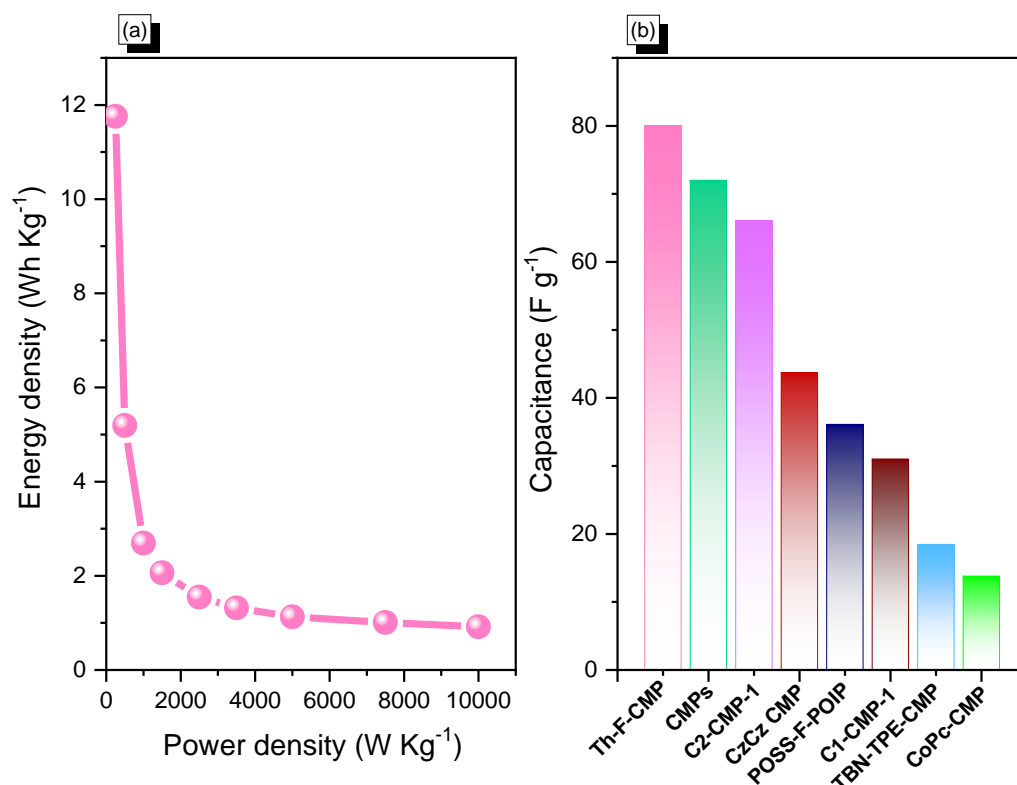 (a)
12
10
8
6
4
2
0
Energy density (Wh Kg⁻¹)
0 2000 4000 6000 8000 10000
Power density (W Kg⁻¹)
(b)
80
60
40
20
0
Capacitance (F g⁻¹)
Th-F-CMP
CMPs
C2-CMP-1
CzCz CMP
POSS-F-POIP
C1-CMP-1
TBN-TPE-CMP
CoPc-CMP